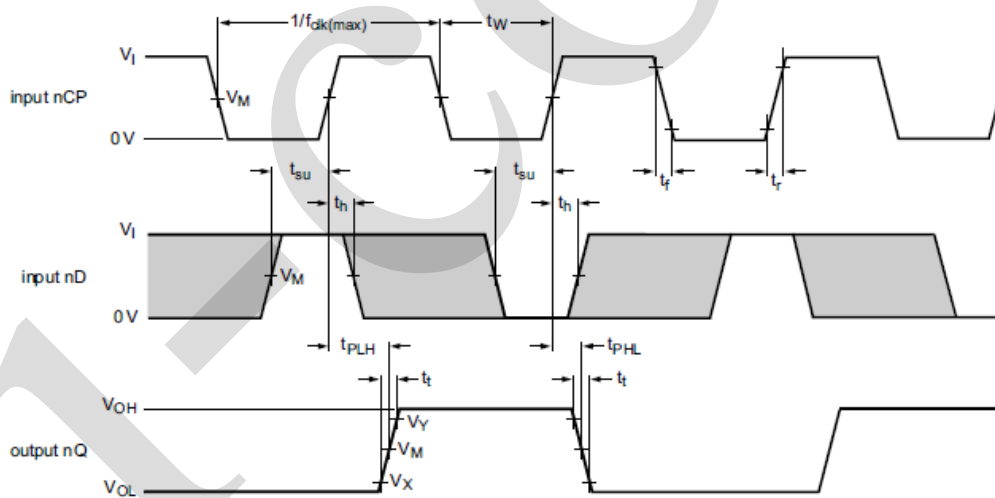 1/fclk(max)
tW
VI
input nCP
VM
0 V
tsu
tsu
tf
tr
th
th
VI
input nD
VM
0 V
tPLH
tPHL
tt
tt
VOH
VY
output nQ
VM
VX
VOL